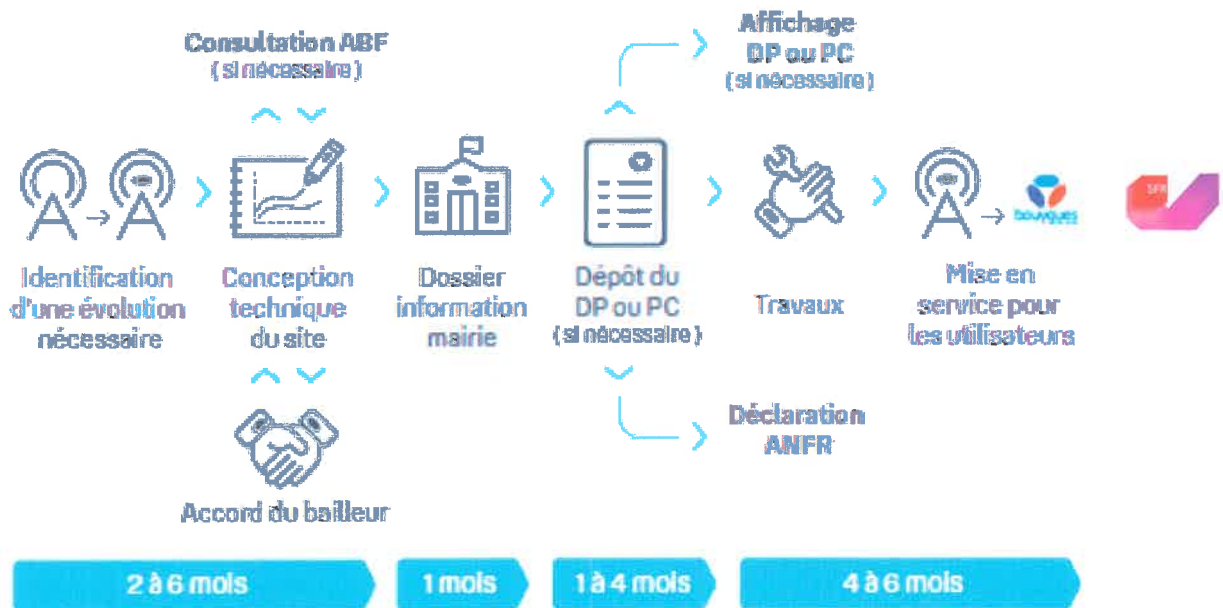 Consultation ABF
(si nécessaire)
Affichage
DP ou PC
(si nécessaire)
Identification
d'une évolution
nécessaire
Conception
technique
du site
Dossier
information
mairie
Dépôt du
DP ou PC
(si nécessaire)
Travaux
Mise en
service pour
les utilisateurs
bouygues
SFR
Accord du bailleur
Déclaration
ANFR
2 à 6 mois
1 mois
1 à 4 mois
4 à 6 mois